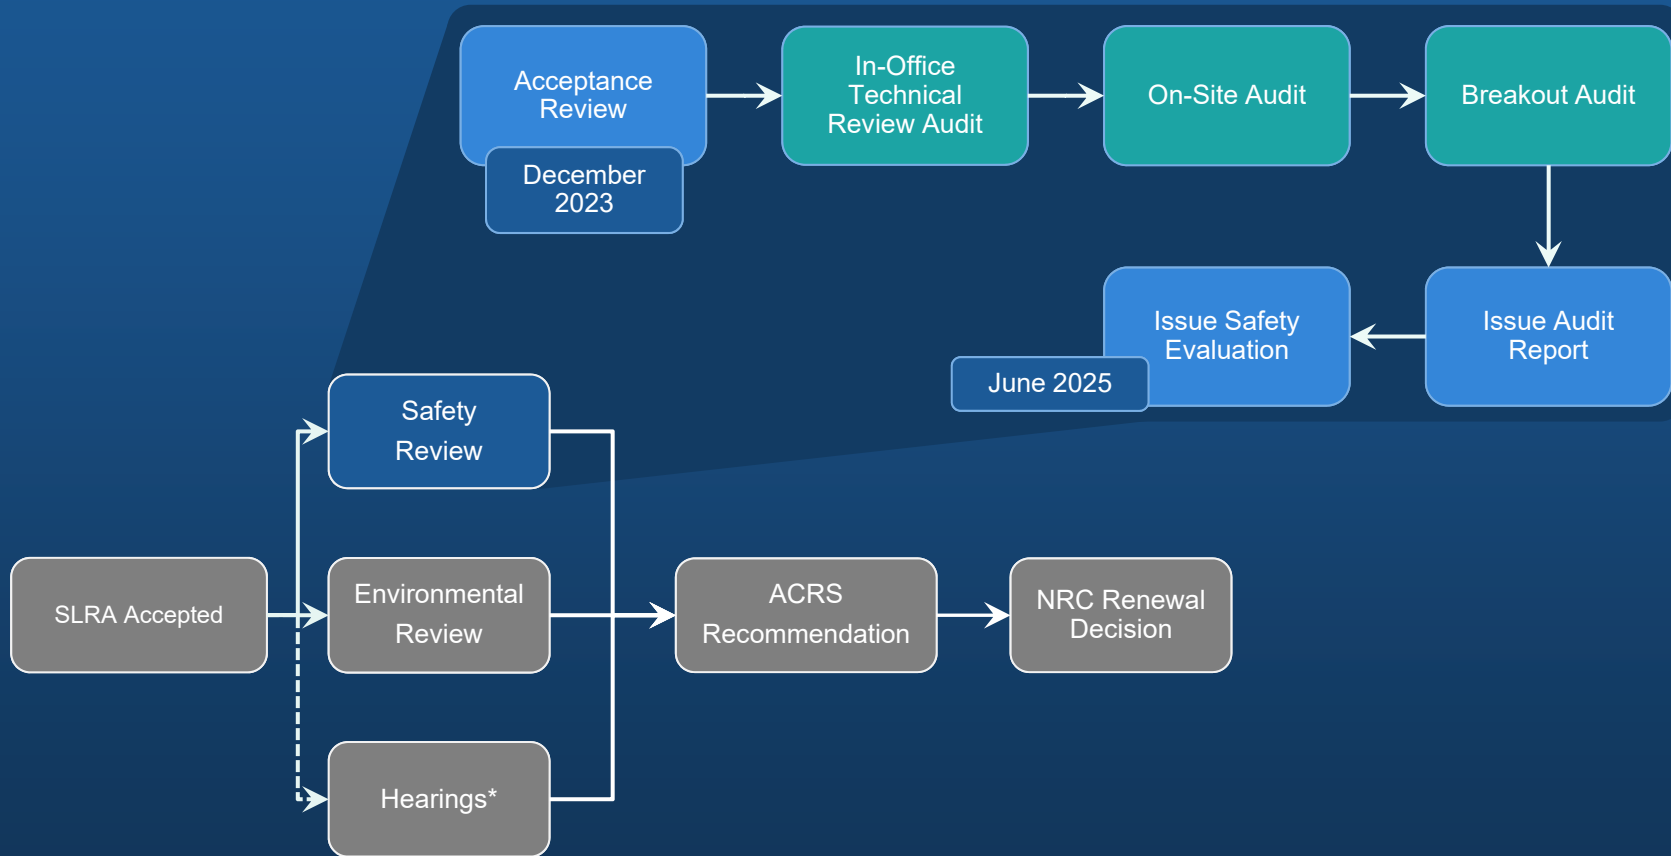 Acceptance
Review
December
2023
In-Office
Technical
Review Audit
On-Site Audit
Breakout Audit
Issue Audit
Report
Issue Safety
Evaluation
June 2025
Safety
Review
SLRA Accepted
Environmental
Review
Hearings*
ACRS
Recommendation
NRC Renewal
Decision